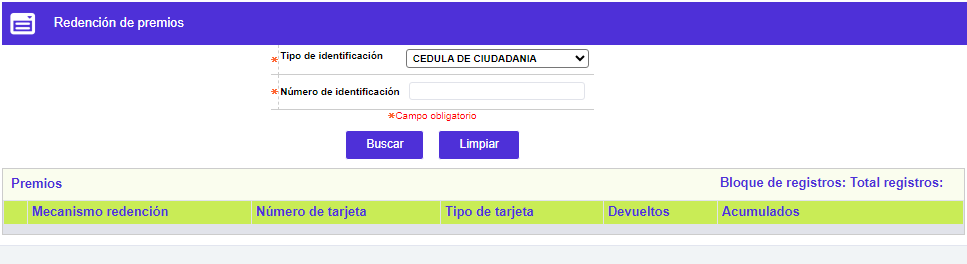 Redención de premios
* Tipo de identificación CEDULA DE CIUDADANIA
* Número de identificación
*Campo obligatorio
Buscar Limpiar
Premios Bloque de registros: Total registros:
Mecanismo redención Número de tarjeta Tipo de tarjeta Devueltos Acumulados